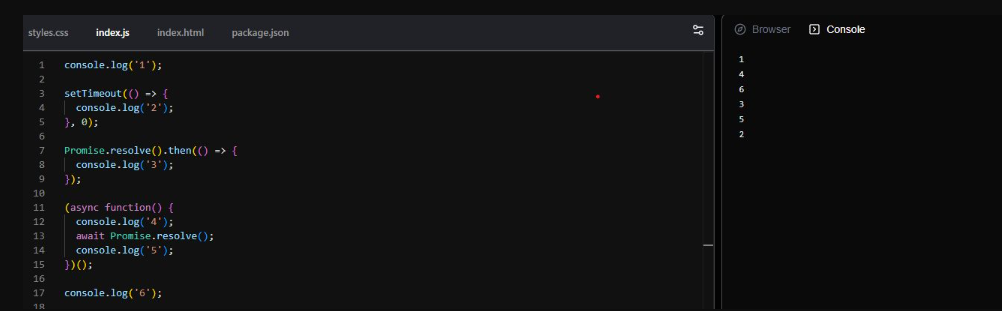 styles.css index.js index.html package.json
Browser Console
1 console.log('1');
2
3 setTimeout(() => {
4 console.log('2');
5 }, 0);
6
7 Promise.resolve().then(() => {
8 console.log('3');
9 });
10
11 (async function() {
12 console.log('4');
13 await Promise.resolve();
14 console.log('5');
15 })();
16
17 console.log('6');
18
1
4
6
3
5
2